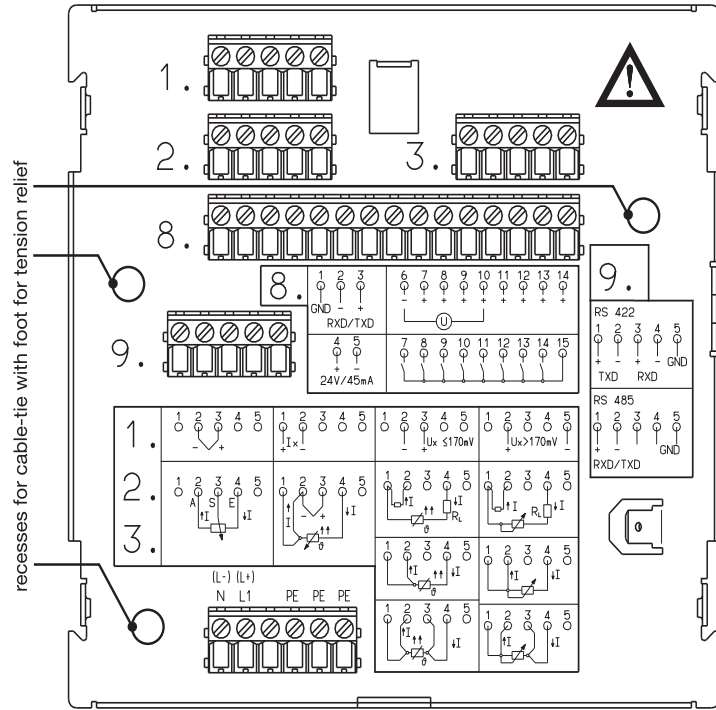 recesses for cable-tie with foot for tension relief
1.
2.
3.
8.
8.
1 2 3
GND - +
RXD/TXD
6 7 8 9 10 11 12 13 14
- + + + + + + + +
U
4 5
+ -
24V/45mA
7 8 9 10 11 12 13 14 15
9.
RS 422
1 2 3 4 5
+ - + - GND
TXD RXD
RS 485
1 2 3 4 5
+ - GND
RXD/TXD
9.
1.
1 2 3 4 5
- +
1 2 3 4 5
+ Ix -
1 2 3 4 5
- + Ux ≤170mV
1 2 3 4 5
+ Ux>170mV -
2.
3.
1 2 3 4 5
A S E
I I
1 2 3 4 5
I - + I
ϑ
1 2 3 4 5
I I
RL
ϑ
1 2 3 4 5
I I
RL
1 2 3 4 5
I I
ϑ
1 2 3 4 5
I I
1 2 3 4 5
I I
ϑ
1 2 3 4 5
I I
(L-) (L+)
N L1 PE PE PE